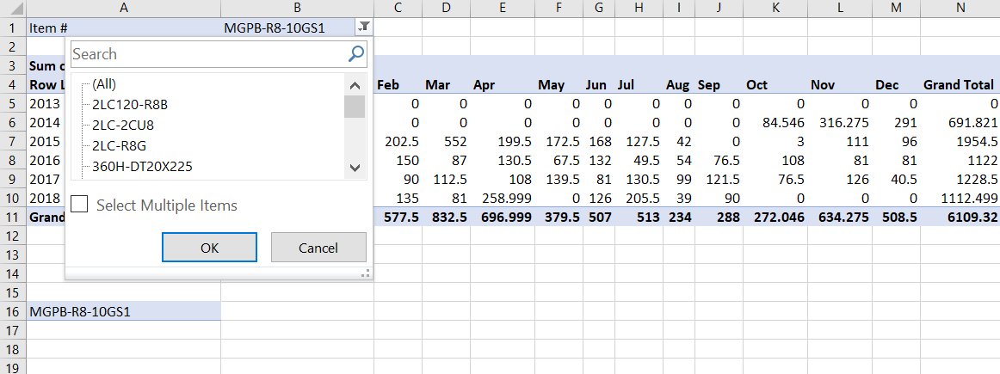 A B C D E F G H I J K L M N
1 Item # MGPB-R8-10GS1
2 Search
3 Sum o
(All)
4 Row L Feb Mar Apr May Jun Jul Aug Sep Oct Nov Dec Grand Total
5 2013 2LC120-R8B 0 0 0 0 0 0 0 0 0 0 0 0
6 2014 2LC-2CU8 0 0 0 0 0 0 0 0 84.546 316.275 291 691.821
7 2015 2LC-R8G 202.5 552 199.5 172.5 168 127.5 42 0 3 111 96 1954.5
8 2016 360H-DT20X225 150 87 130.5 67.5 132 49.5 54 76.5 108 81 81 1122
9 2017 90 112.5 108 139.5 81 130.5 99 121.5 76.5 126 40.5 1228.5
10 2018 Select Multiple Items 135 81 258.999 0 126 205.5 39 90 0 0 0 1112.499
11 Grand 577.5 832.5 696.999 379.5 507 513 234 288 272.046 634.275 508.5 6109.32
12
13 OK Cancel
14
15
16 MGPB-R8-10GS1
17
18
19